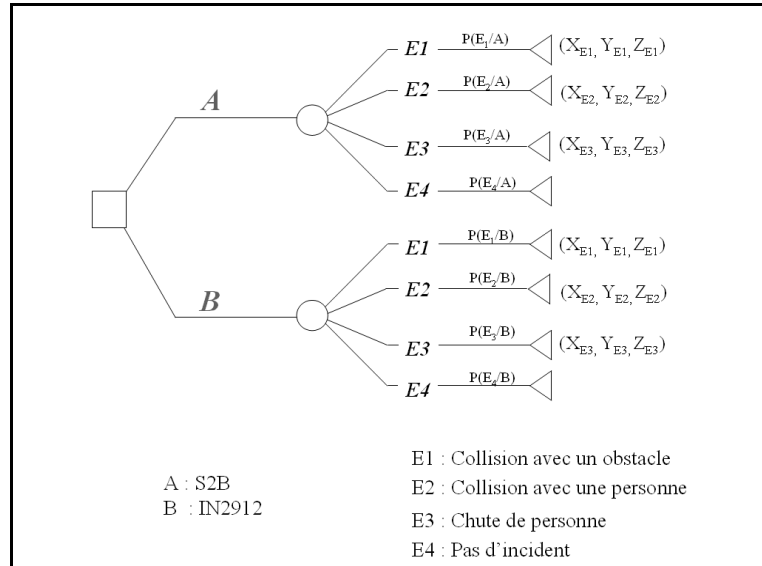 E1 P(E1/A) (XE1, YE1, ZE1)
E2 P(E2/A) (XE2, YE2, ZE2)
A
E3 P(E3/A) (XE3, YE3, ZE3)
E4 P(E4/A)
E1 P(E1/B) (XE1, YE1, ZE1)
E2 P(E2/B) (XE2, YE2, ZE2)
B
E3 P(E3/B) (XE3, YE3, ZE3)
E4 P(E4/B)
A : S2B
B : IN2912
E1 : Collision avec un obstacle
E2 : Collision avec une personne
E3 : Chute de personne
E4 : Pas d'incident